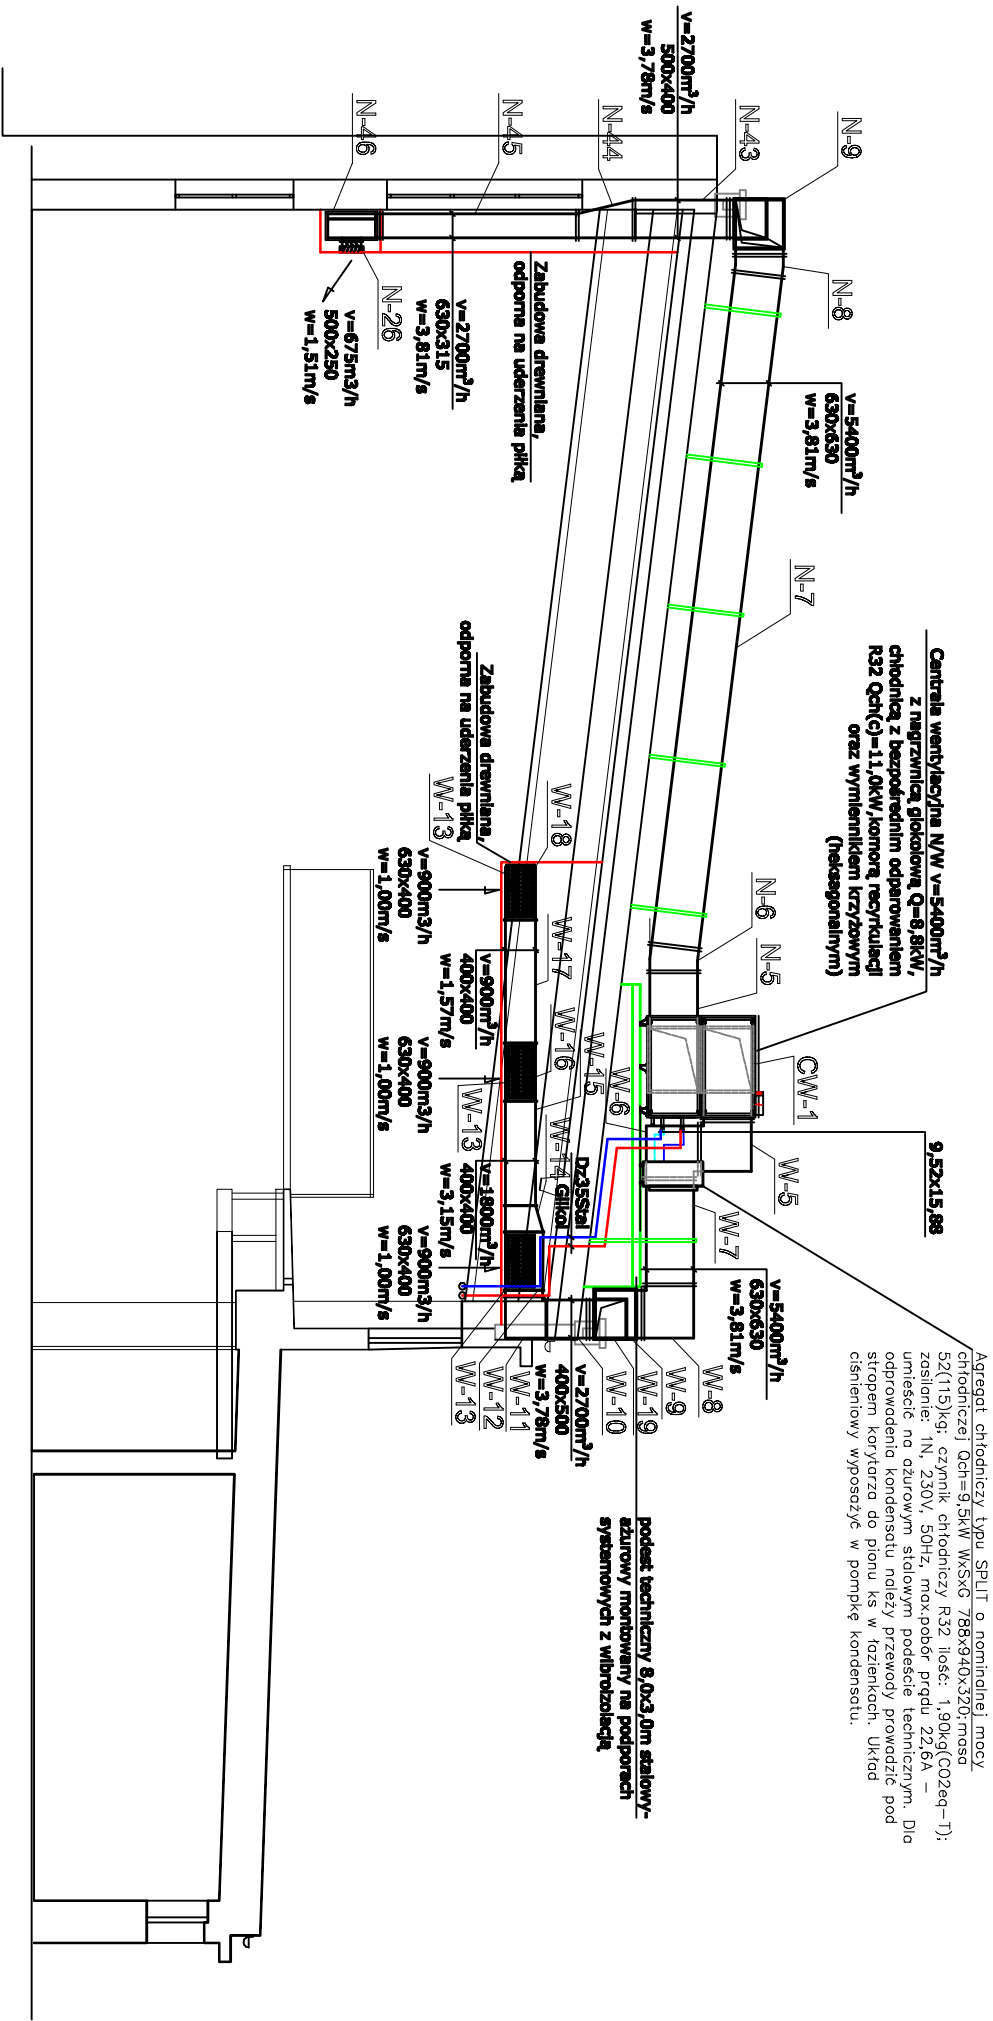 Agregat chłodniczy typu SPLIT o nominalnej mocy
chłodniczej Qch=9,5kW WxSxG 788x940x320;masa
52(115)kg; czynnik chłodniczy R32 ilość: 1,90kg(CO2eq-T);
zasilanie: 1N, 230V, 50Hz, max.pobór prądu 22,6A –
umieścić na ażurowym stalowym podeście technicznym. Dla
odprowadenia kondensatu należy przewody prowadzić pod
stropem korytarza do pionu ks w łazienkach. Układ
ciśnieniowy wyposażyć w pompkę kondensatu.
Centrala wentylacyjna N/W v=5400m³/h
z nagrzwnicą glokolową Q=8,8kW,
chłodnicą z bezpośrednim odparowaniem
R32 Qch(c)=11,0kW,komorą recyrkulacji
oraz wymiennikiem krzyżowym
(heksagonalnym)
9,52x15,88
N-9
N-8
v=5400m³/h
630x630
w=3,81m/s
N-7
N-6
N-5
CW-1
W-5
W-7
v=5400m³/h
630x630
w=3,81m/s
W-8
W-9
W-19
W-10
v=2700m³/h
400x500
w=3,78m/s
W-11
W-12
W-13
podest techniczny 8,0x3,0m stalowy-
ażurowy montowany na podporach
systemowych z wibroizolacją
v=2700m³/h
500x400
w=3,78m/s
N-43
N-44
N-45
N-46
Zabudowa drewniana,
odporna na uderzenia piłką
v=2700m³/h
630x315
w=3,81m/s
N-26
v=675m3/h
500x250
w=1,51m/s
Zabudowa drewniana,
odporna na uderzenia piłką
W-13
W-18
W-17
W-16
W-15
W-6
W-14
Dz35Stal
Glikol
W-13
v=900m3/h
630x400
w=1,00m/s
v=900m³/h
400x400
w=1,57m/s
v=900m3/h
630x400
w=1,00m/s
v=1800m³/h
400x400
w=3,15m/s
v=900m3/h
630x400
w=1,00m/s